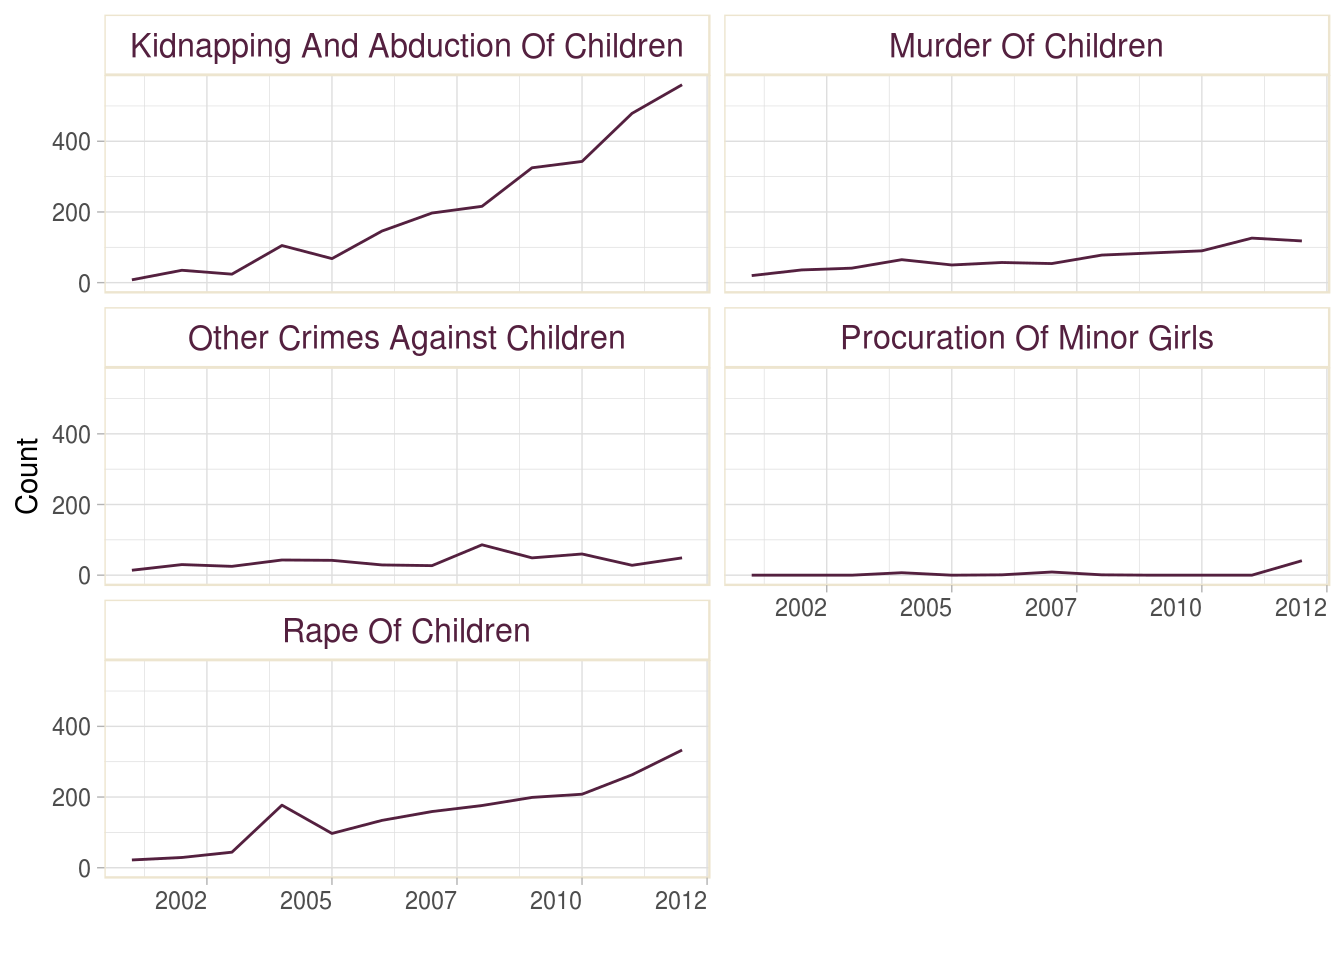 Kidnapping And Abduction Of Children
Murder Of Children
400
200
0
Other Crimes Against Children
Procuration Of Minor Girls
Count
400
200
0
2002 2005 2007 2010 2012
Rape Of Children
400
200
0
2002 2005 2007 2010 2012